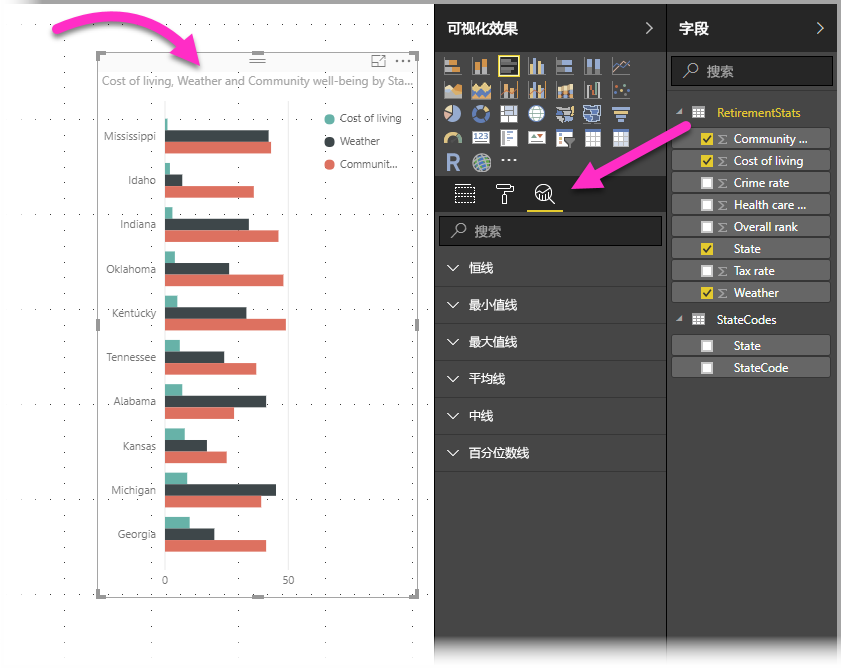 Cost of living, Weather and Community well-being by Sta...
Cost of living
Weather
Communit...
Mississippi
Idaho
Indiana
Oklahoma
Kentucky
Tennessee
Alabama
Kansas
Michigan
Georgia
0
50
可视化效果
123
R
搜索
恒线
最小值线
最大值线
平均线
中线
百分位数线
字段
搜索
RetirementStats
Community ...
Cost of living
Crime rate
Health care ...
Overall rank
State
Tax rate
Weather
StateCodes
State
StateCode